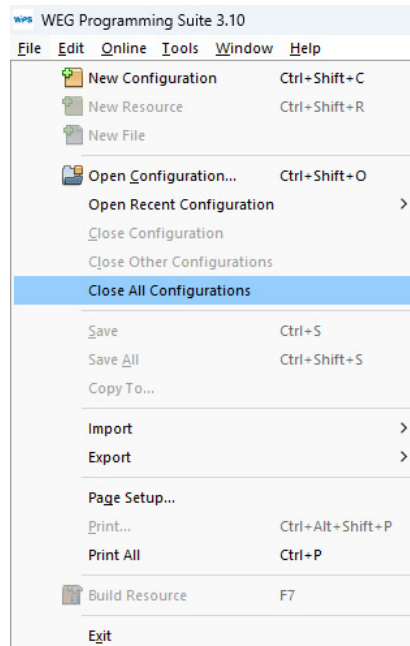 WPS WEG Programming Suite 3.10
File Edit Online Tools Window Help
New Configuration Ctrl+Shift+C
New Resource Ctrl+Shift+R
New File
Open Configuration... Ctrl+Shift+O
Open Recent Configuration >
Close Configuration
Close Other Configurations
Close All Configurations
Save Ctrl+S
Save All Ctrl+Shift+S
Copy To...
Import >
Export >
Page Setup...
Print... Ctrl+Alt+Shift+P
Print All Ctrl+P
Build Resource F7
Exit